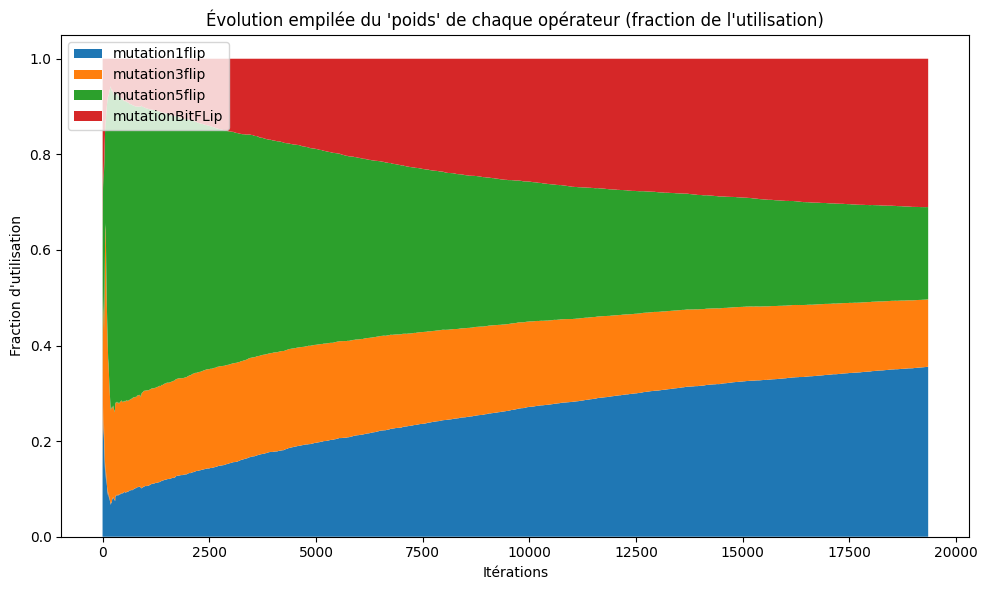 Évolution empilée du 'poids' de chaque opérateur (fraction de l'utilisation)
mutation1flip
mutation3flip
mutation5flip
mutationBitFLip
Fraction d'utilisation
1.0
0.8
0.6
0.4
0.2
0.0
0 2500 5000 7500 10000 12500 15000 17500 20000
Itérations